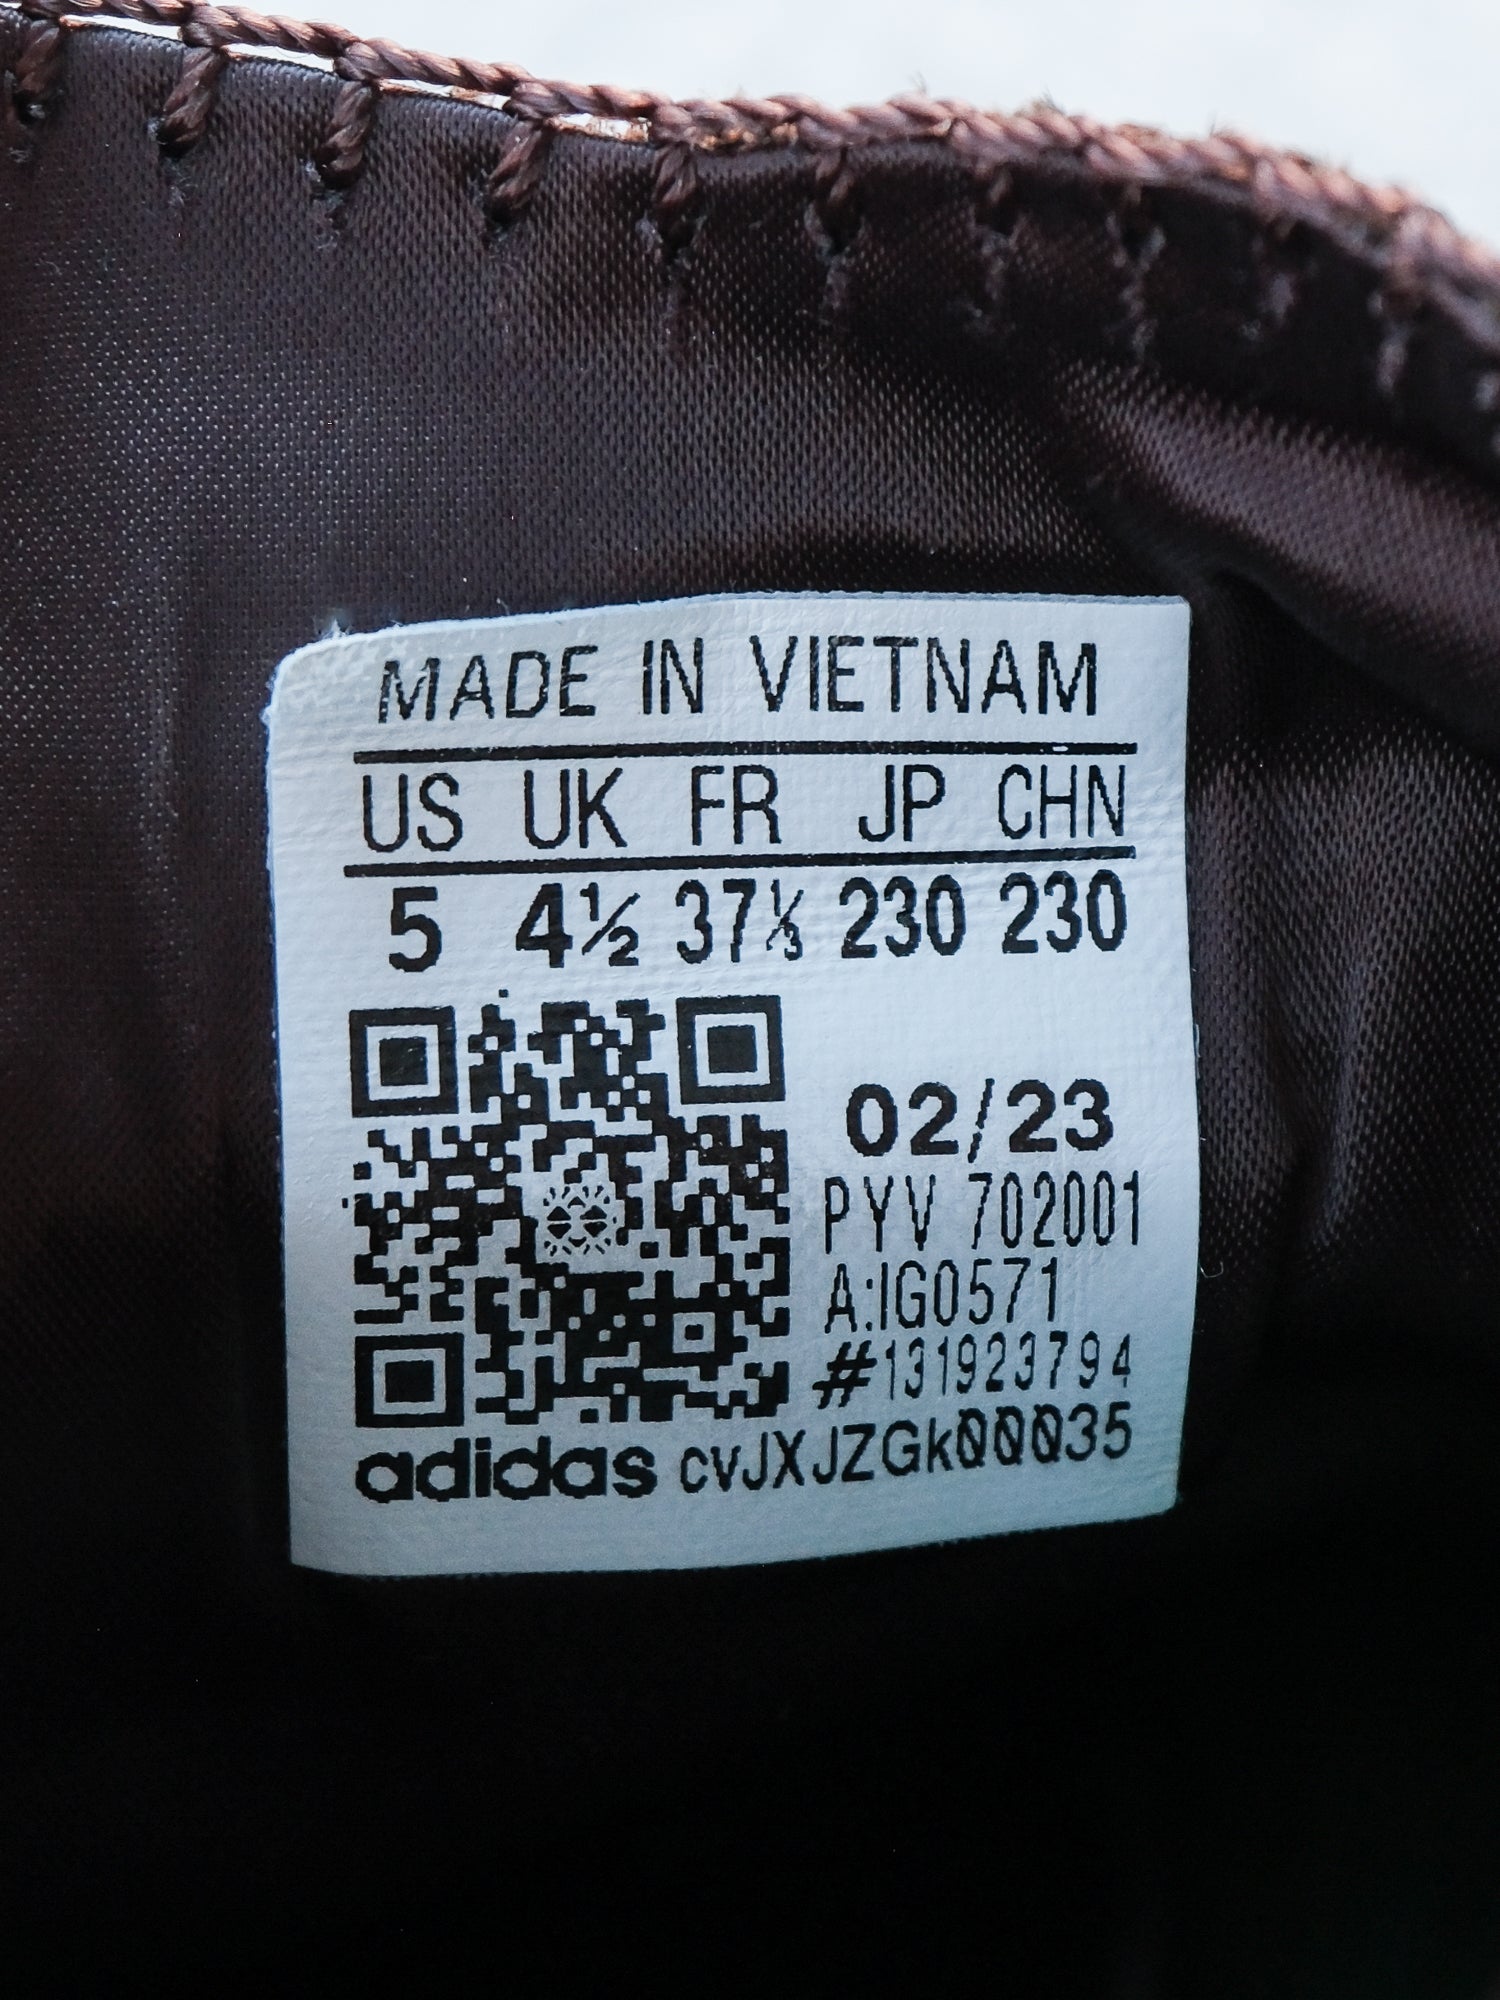 MADE IN VIETNAM
US UK FR JP CHN
5 4½ 37⅓ 230 230
02/23
PYV 702001
A:IG0571
#131923794
adidas cvJXJZGk00035